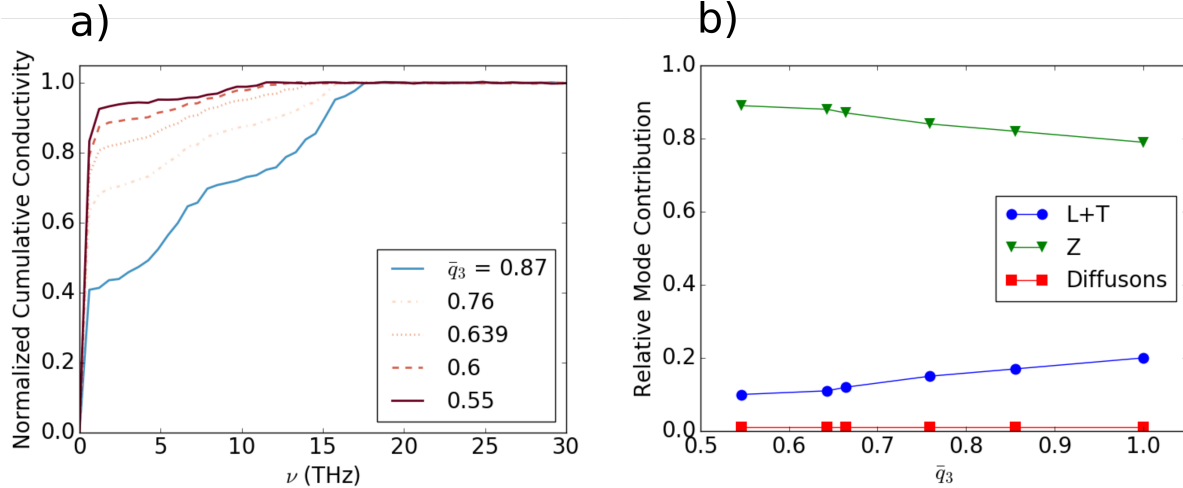 a)
Normalized Cumulative Conductivity
1.0
0.8
0.6
0.4
0.2
0.0
0
5
10
15
20
25
30
ν (THz)
q̄₃ = 0.87
0.76
0.639
0.6
0.55
b)
Relative Mode Contribution
1.0
0.8
0.6
0.4
0.2
0.0
0.5
0.6
0.7
0.8
0.9
1.0
q̄₃
L+T
Z
Diffusons